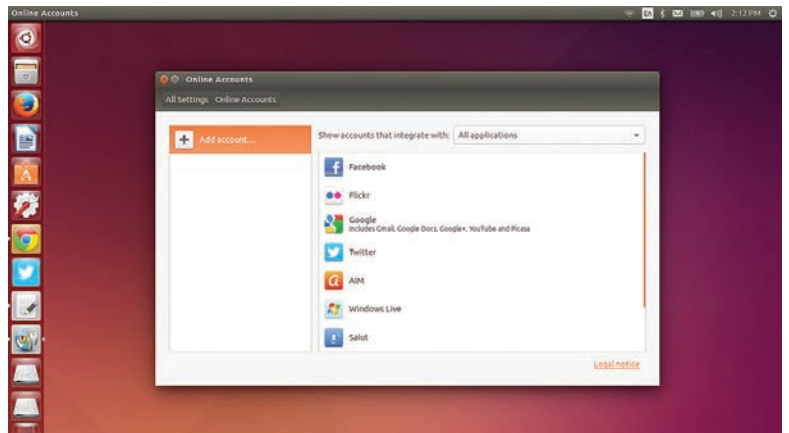 Online Accounts
EN
2:12 PM
Online Accounts
All Settings Online Accounts
Add account...
Show accounts that integrate with: All applications
Facebook
Flickr
Google
Includes Gmail, Google Docs, Google+, YouTube and Picasa
Twitter
AIM
Windows Live
Salut
Legal notice